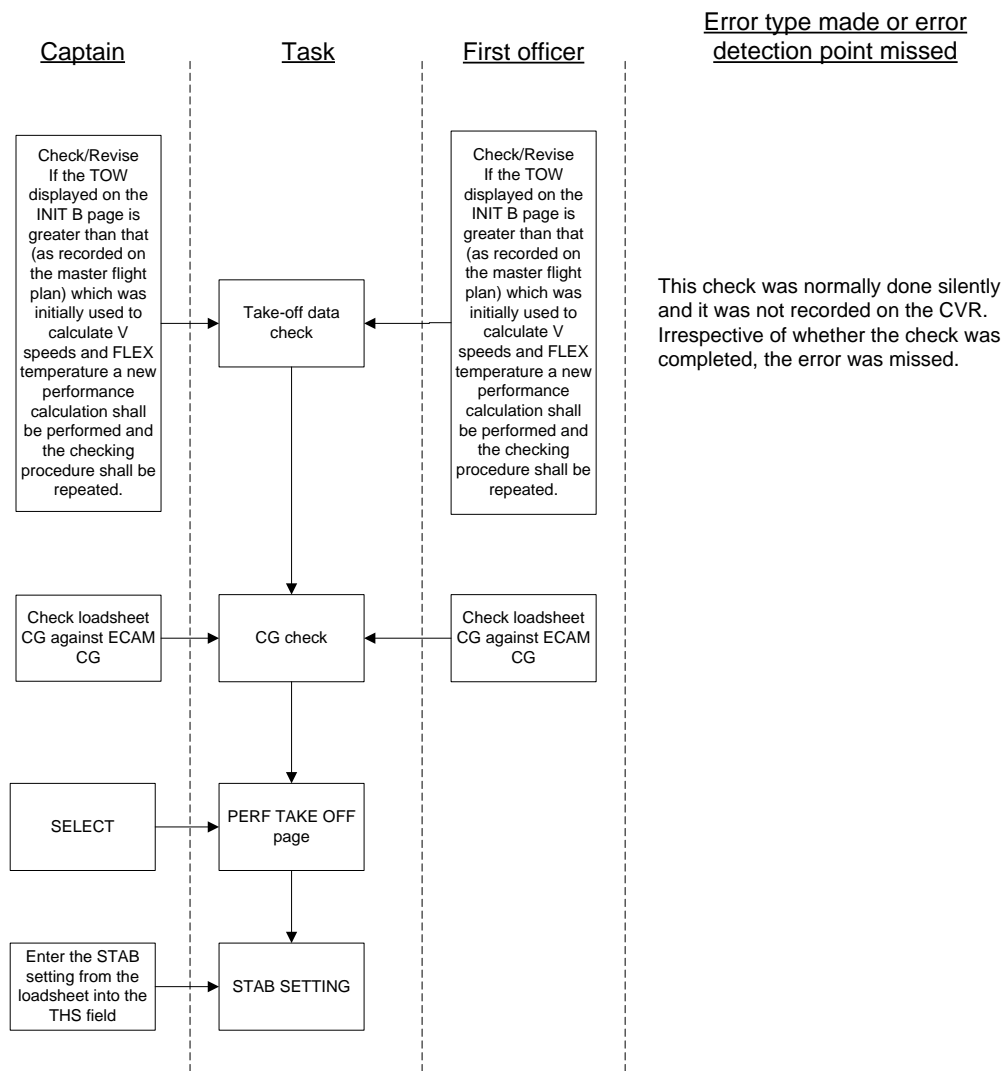 Captain
Task
First officer
Error type made or error
detection point missed
Check/Revise
If the TOW
displayed on the
INIT B page is
greater than that
(as recorded on
the master flight
plan) which was
initially used to
calculate V
speeds and FLEX
temperature a new
performance
calculation shall
be performed and
the checking
procedure shall be
repeated.
Take-off data
check
Check/Revise
If the TOW
displayed on the
INIT B page is
greater than that
(as recorded on
the master flight
plan) which was
initially used to
calculate V
speeds and FLEX
temperature a new
performance
calculation shall
be performed and
the checking
procedure shall be
repeated.
This check was normally done silently
and it was not recorded on the CVR.
Irrespective of whether the check was
completed, the error was missed.
Check loadsheet
CG against ECAM
CG
CG check
Check loadsheet
CG against ECAM
CG
SELECT
PERF TAKE OFF
page
Enter the STAB
setting from the
loadsheet into the
THS field
STAB SETTING